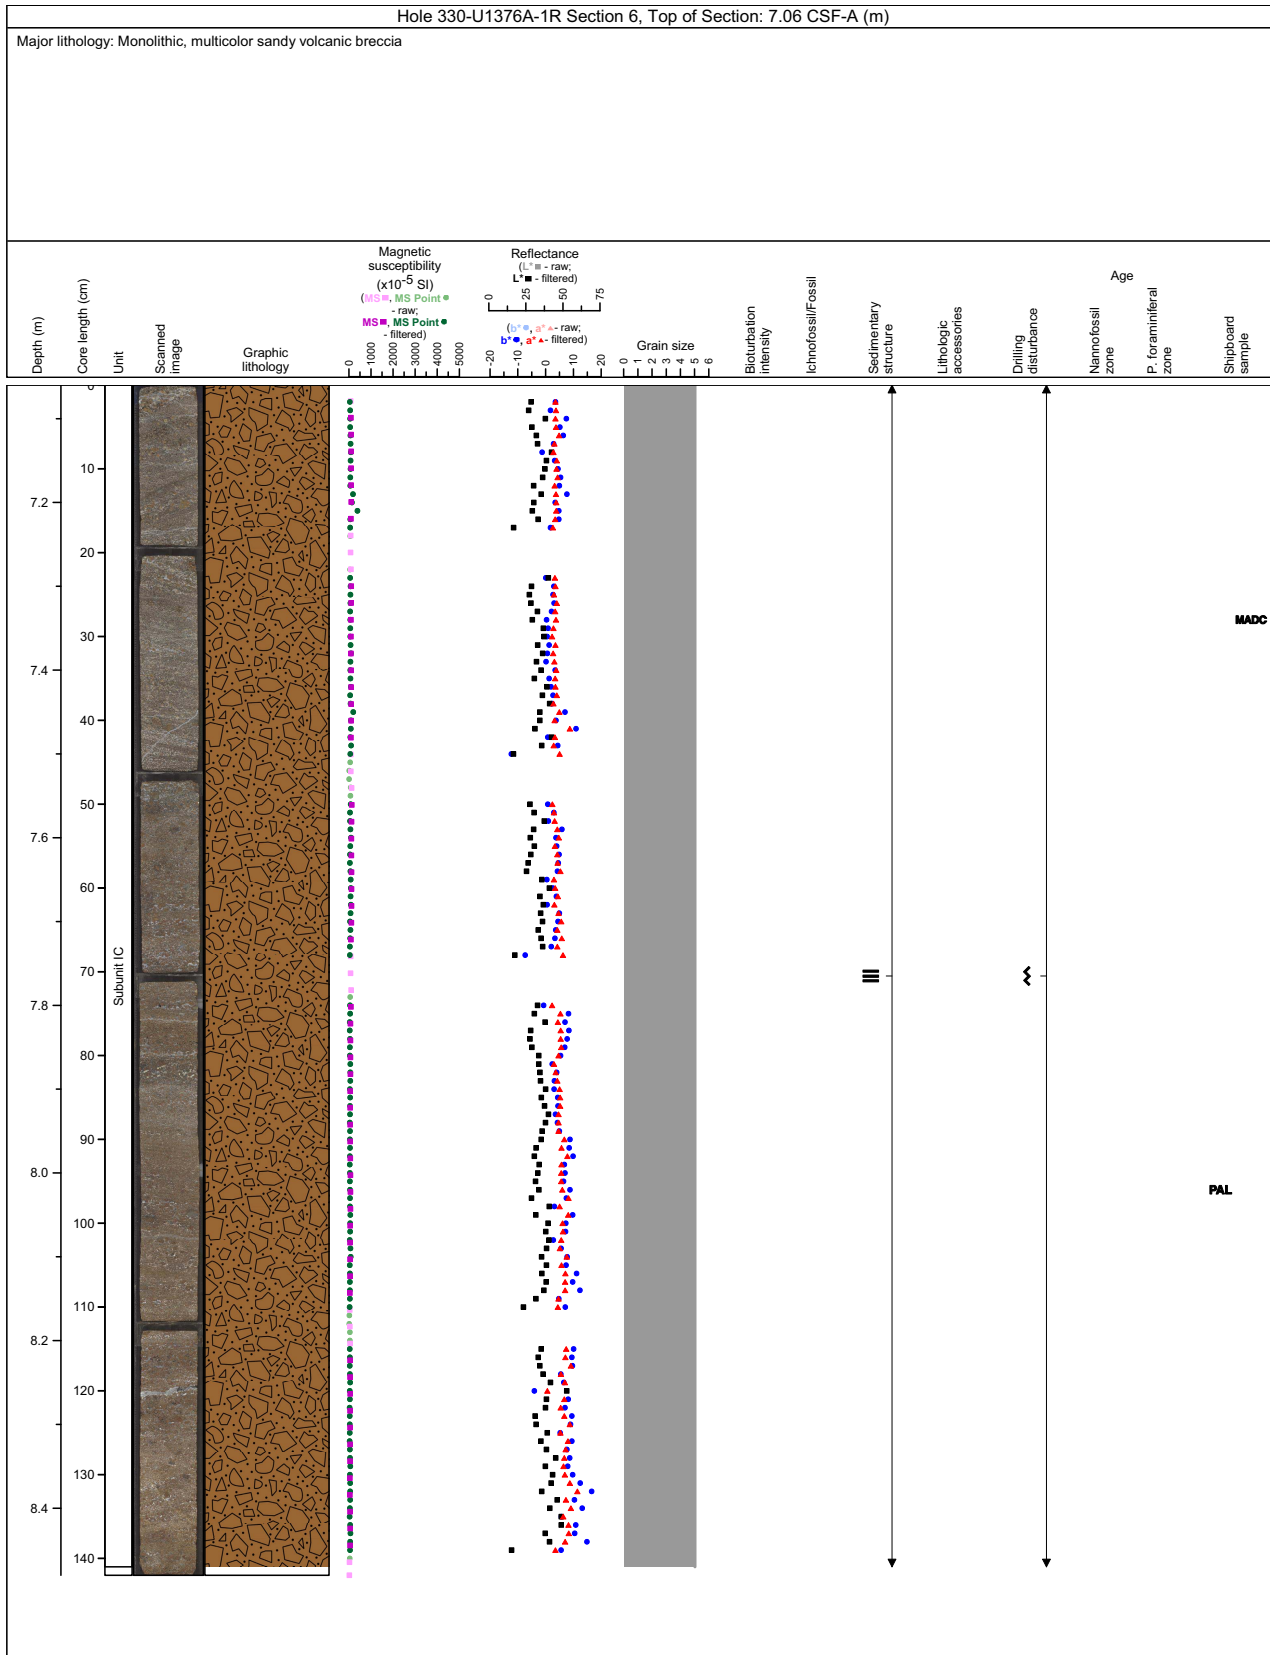 Hole 330-U1376A-1R Section 6, Top of Section: 7.06 CSF-A (m)
Major lithology: Monolithic, multicolor sandy volcanic breccia
Depth (m)
Core length (cm)
Unit
Scanned
image
Graphic
lithology
Magnetic
susceptibility
(x10-5 SI)
(MS, MS Point
- raw;
MS, MS Point
- filtered)
0 1000 2000 3000 4000 5000
Reflectance
(L* - raw;
L* - filtered)
0 25 50 75
(b*, a* - raw;
b*, a* - filtered)
-20 -10 0 10 20
Grain size
0 1 2 3 4 5 6
Bioturbation
intensity
Ichnofossil/Fossil
Sedimentary
structure
Lithologic
accessories
Drilling
disturbance
Age
Nannofossil
zone
P. foraminiferal
zone
Shipboard
sample
0
10
7.2
20
MADC
30
7.4
40
50
7.6
60
Subunit IC
70
7.8
80
90
8.0
PAL
100
110
8.2
120
130
8.4
140